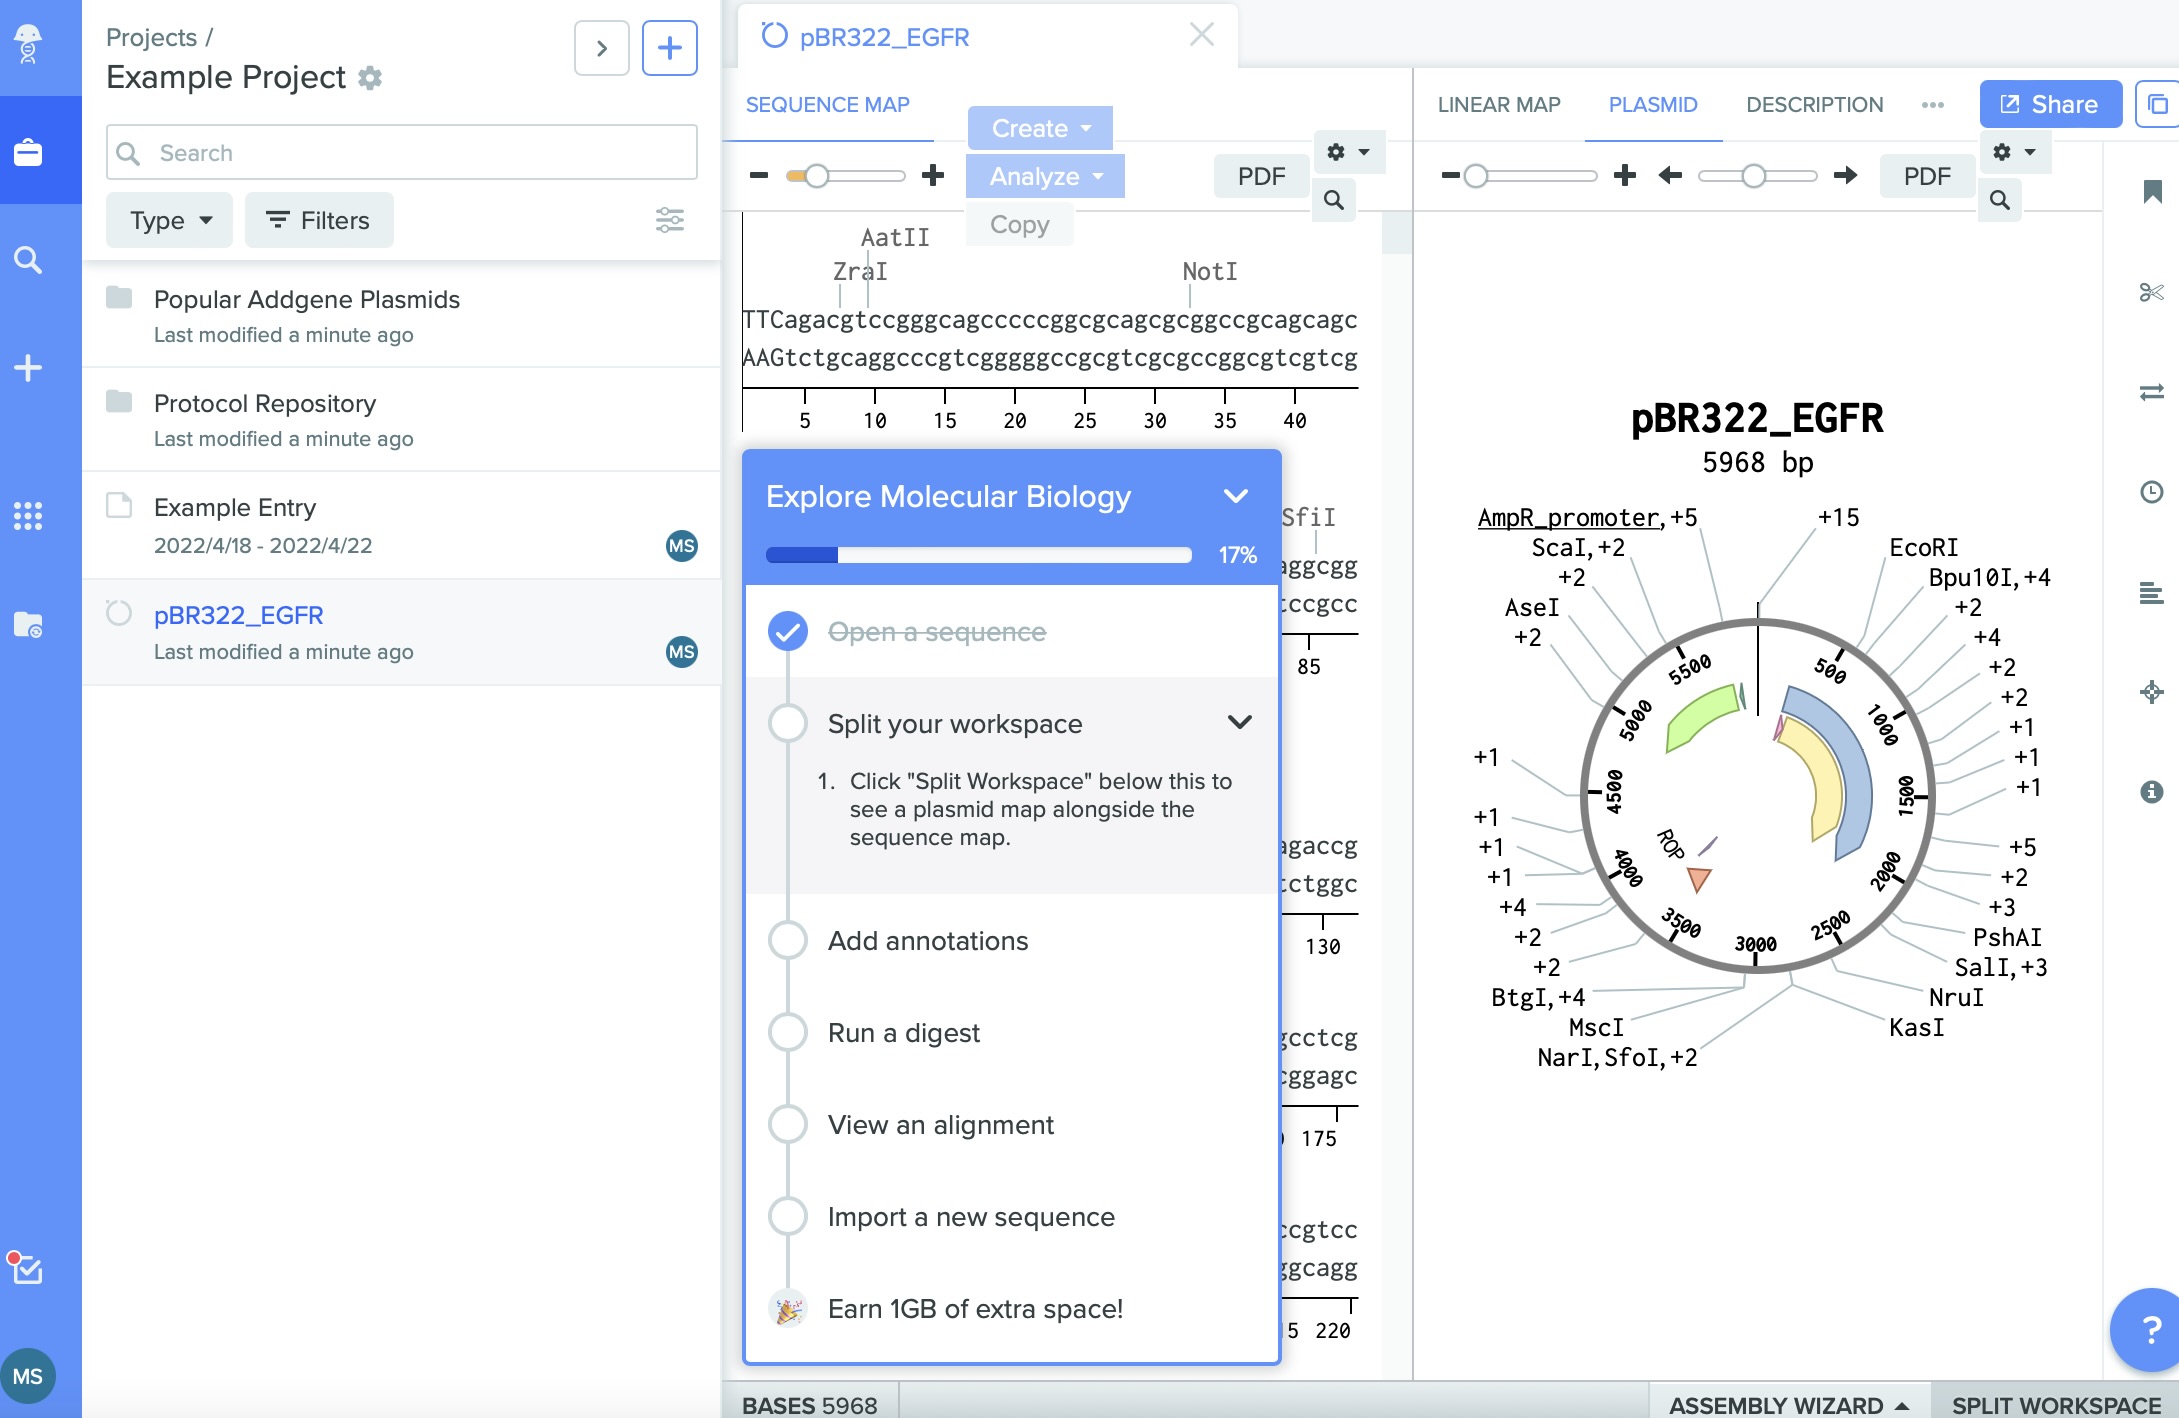 Projects /
Example Project
Search
Type
Filters
Popular Addgene Plasmids
Last modified a minute ago
Protocol Repository
Last modified a minute ago
Example Entry
2022/4/18 - 2022/4/22
MS
pBR322_EGFR
Last modified a minute ago
MS
MS
pBR322_EGFR
SEQUENCE MAP
Create
Analyze
Copy
PDF
AatII
ZraI
NotI
TTCagacgtccgggcagcccccggcgcagcgcggccgcagcagc
AAGtctgcaggcccgtcgggggccgcgtcgcgccggcgtcgtcg
5 10 15 20 25 30 35 40
Explore Molecular Biology
17%
Open a sequence
Split your workspace
1. Click "Split Workspace" below this to
see a plasmid map alongside the
sequence map.
Add annotations
Run a digest
View an alignment
Import a new sequence
Earn 1GB of extra space!
SfiI
aggcgg
ccgcc
85
agaccg
ctggc
130
gcctcg
cggagc
175
ccgtcc
ggcagg
5 220
LINEAR MAP
PLASMID
DESCRIPTION
Share
PDF
pBR322_EGFR
5968 bp
AmpR_promoter, +5
+15
ScaI, +2
EcoRI
+2
Bpu10I, +4
AseI
+2
+2
+4
+2
+2
+1
+1
+1
+1
+1
+5
+1
+2
+1
+3
+4
PshAI
+2
SalI, +3
+2
NruI
BtgI, +4
KasI
MscI
NarI, SfoI, +2
500
1000
1500
2000
2500
3000
3500
4000
4500
5000
5500
ROP
?
BASES 5968
ASSEMBLY WIZARD
SPLIT WORKSPACE